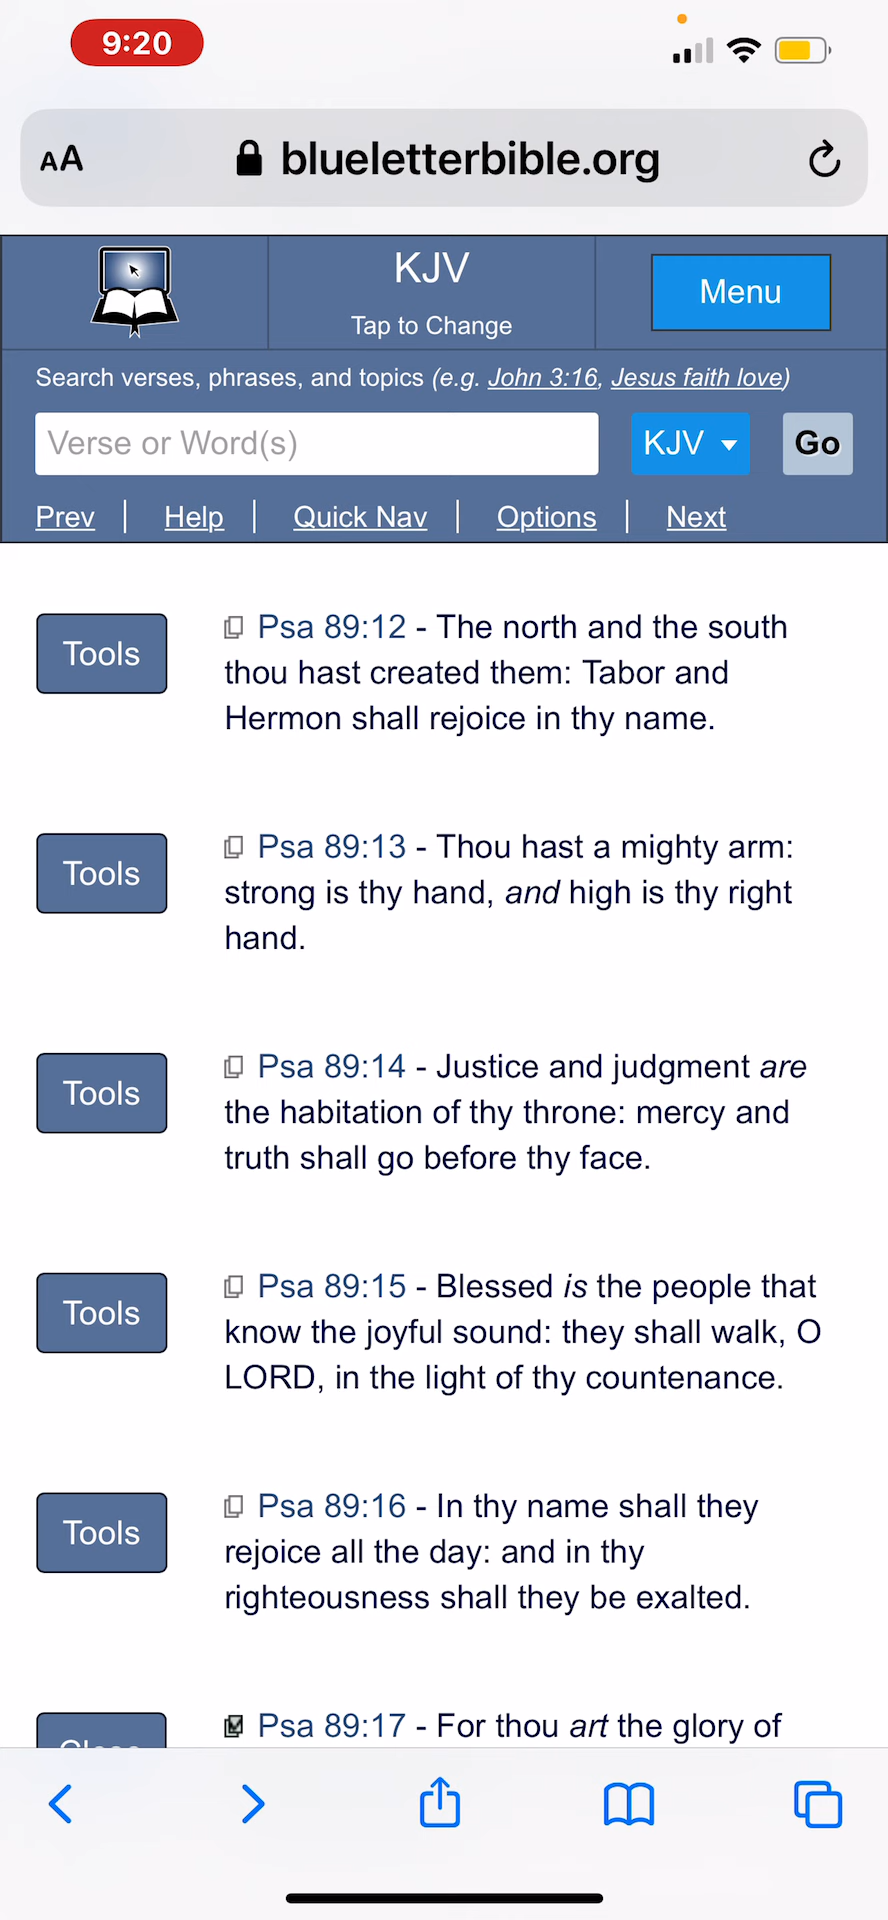 9:20
AA blueletterbible.org
KJV
Tap to Change
Menu
Search verses, phrases, and topics (e.g. John 3:16, Jesus faith love)
Verse or Word(s) KJV Go
Prev | Help | Quick Nav | Options | Next
Tools
Psa 89:12 - The north and the south
thou hast created them: Tabor and
Hermon shall rejoice in thy name.
Tools
Psa 89:13 - Thou hast a mighty arm:
strong is thy hand, and high is thy right
hand.
Tools
Psa 89:14 - Justice and judgment are
the habitation of thy throne: mercy and
truth shall go before thy face.
Tools
Psa 89:15 - Blessed is the people that
know the joyful sound: they shall walk, O
LORD, in the light of thy countenance.
Tools
Psa 89:16 - In thy name shall they
rejoice all the day: and in thy
righteousness shall they be exalted.
Close
Psa 89:17 - For thou art the glory of